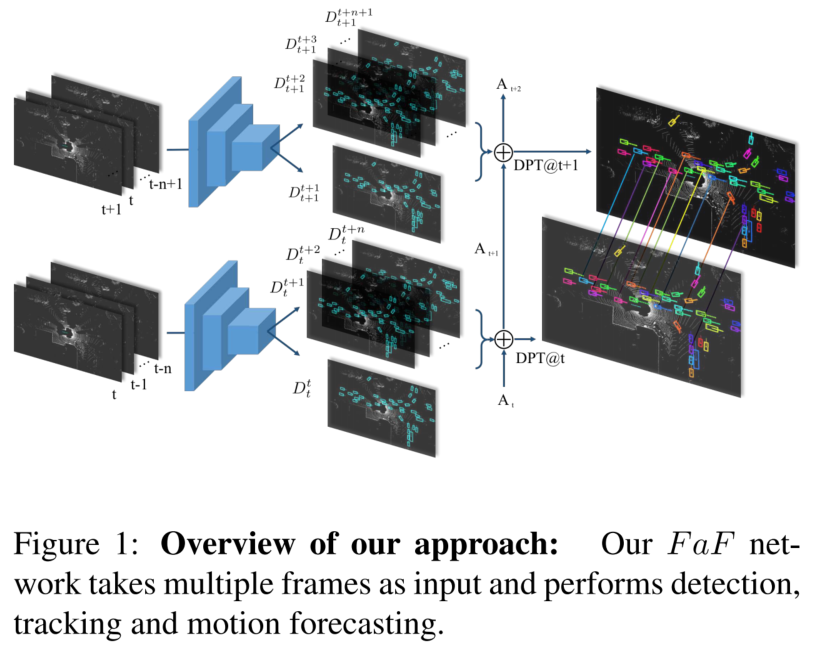 D_{t+1}^{t+n+1}
...
D_{t+1}^{t+3}
D_{t+1}^{t+2}
...
A_{t+2}
... t-n+1
t
t+1
D_{t+1}^{t+1}
DPT@t+1
D_t^{t+n}
...
D_t^{t+2}
D_t^{t+1}
A_{t+1}
...
... t-n
t-1
t
D_t^t
DPT@t
A_t
Figure 1: Overview of our approach: Our FaF net-
work takes multiple frames as input and performs detection,
tracking and motion forecasting.